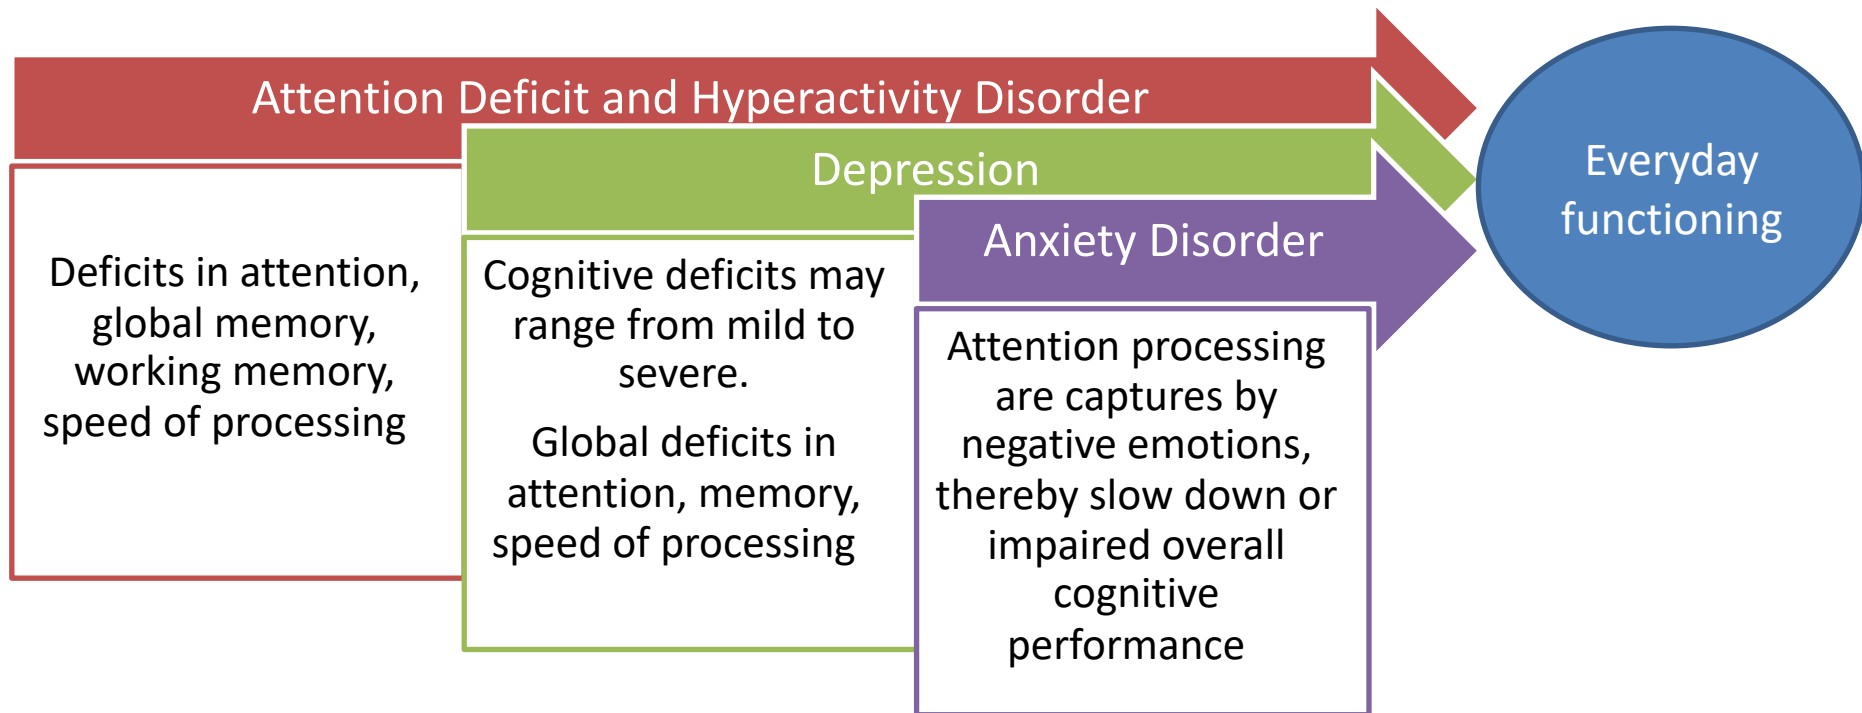 Attention Deficit and Hyperactivity Disorder
Deficits in attention,
global memory,
working memory,
speed of processing
Depression
Cognitive deficits may
range from mild to
severe.
Global deficits in
attention, memory,
speed of processing
Anxiety Disorder
Attention processing
are captures by
negative emotions,
thereby slow down or
impaired overall
cognitive
performance
Everyday
functioning